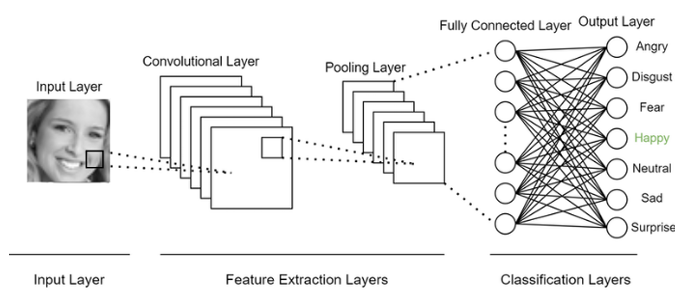 Fully Connected Layer
Output Layer
Convolutional Layer
Pooling Layer
Input Layer
Angry
Disgust
Fear
Happy
Neutral
Sad
Surprise
Input Layer
Feature Extraction Layers
Classification Layers